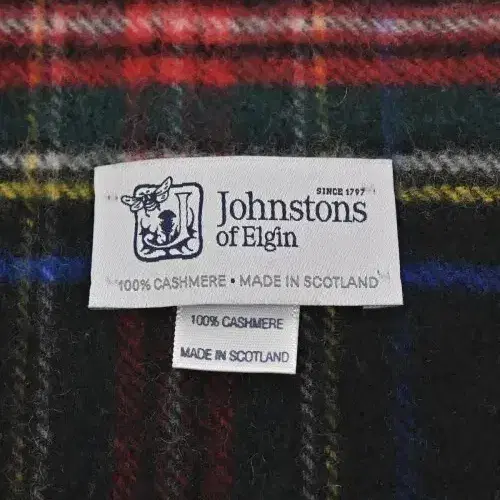 SINCE 1797
Johnstons
of Elgin
100% CASHMERE • MADE IN SCOTLAND
100% CASHMERE
MADE IN SCOTLAND